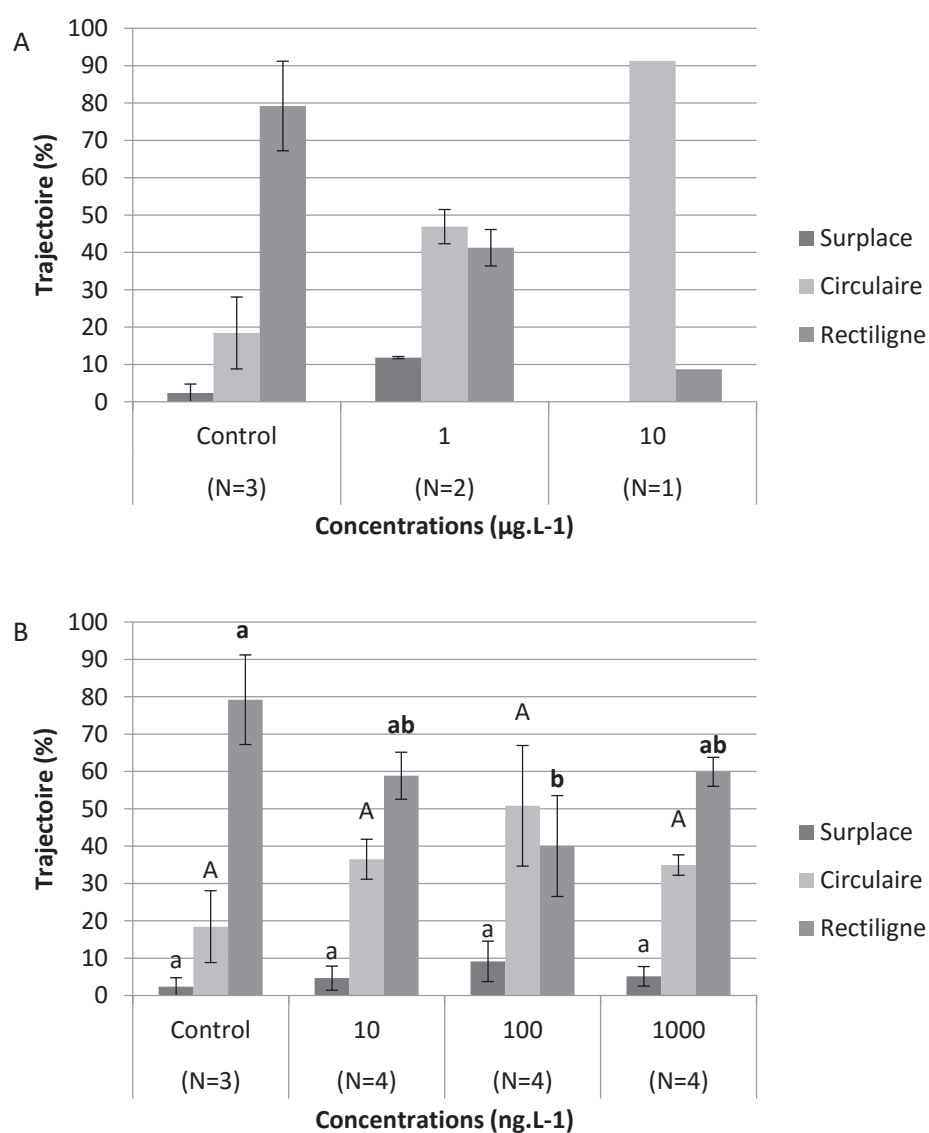 A
Trajectoire (%)
100
90
80
70
60
50
40
30
20
10
0
Control 1 10
(N=3) (N=2) (N=1)
Concentrations (µg.L-1)
Surplace
Circulaire
Rectiligne
B
Trajectoire (%)
100
90
80
70
60
50
40
30
20
10
0
a A a
a A ab
a A b
a A ab
Control 10 100 1000
(N=3) (N=4) (N=4) (N=4)
Concentrations (ng.L-1)
Surplace
Circulaire
Rectiligne